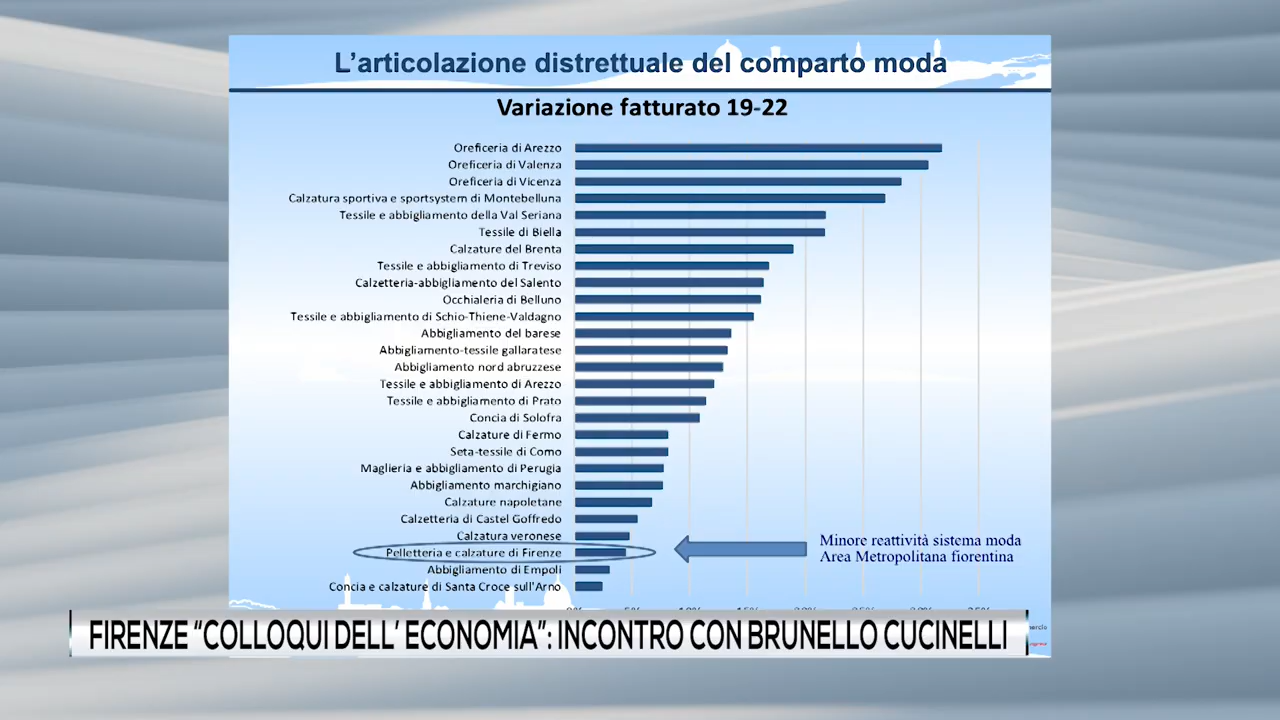 L'articolazione distrettuale del comparto moda
Variazione fatturato 19-22
Oreficeria di Arezzo
Oreficeria di Valenza
Oreficeria di Vicenza
Calzatura sportiva e sportsystem di Montebelluna
Tessile e abbigliamento della Val Seriana
Tessile di Biella
Calzature del Brenta
Tessile e abbigliamento di Treviso
Calzetteria-abbigliamento del Salento
Occhialeria di Belluno
Tessile e abbigliamento di Schio-Thiene-Valdagno
Abbigliamento del barese
Abbigliamento-tessile gallaratese
Abbigliamento nord abruzzese
Tessile e abbigliamento di Arezzo
Tessile e abbigliamento di Prato
Concia di Solofra
Calzature di Fermo
Seta-tessile di Como
Maglieria e abbigliamento di Perugia
Abbigliamento marchigiano
Calzature napoletane
Calzetteria di Castel Goffredo
Calzatura veronese
Pelletteria e calzature di Firenze
Abbigliamento di Empoli
Concia e calzature di Santa Croce sull'Arno
Minore reattività sistema moda
Area Metropolitana fiorentina
FIRENZE “COLLOQUI DELL’ ECONOMIA”: INCONTRO CON BRUNELLO CUCINELLI